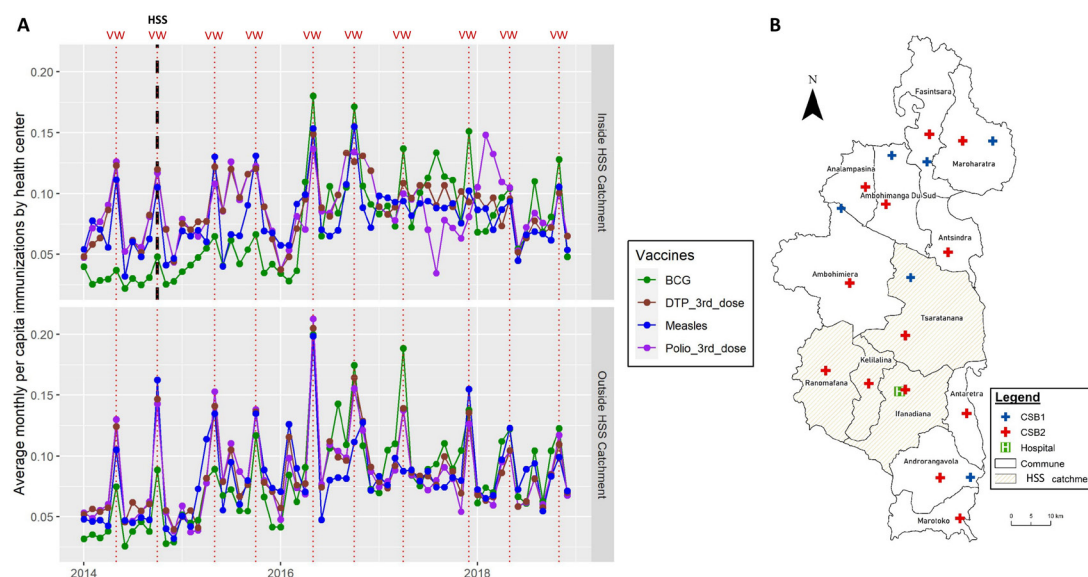 A
HSS
VW VW VW VW VW VW VW VW VW VW
Average monthly per capita immunizations by health center
0.20
0.15
0.10
0.05
Inside HSS Catchment
0.20
0.15
0.10
0.05
Outside HSS Catchment
2014 2016 2018
Vaccines
BCG
DTP_3rd_dose
Measles
Polio_3rd_dose
B
N
Fasintsara
Maroharatra
Analampasina
Ambohimanga Du Sud
Antsindra
Ambohimiera
Tsaratanana
Kelilalina
Ranomafana
Ifanadiana
Antaretra
Androrangavola
Marotoko
Legend
CSB1
CSB2
H Hospital
Commune
HSS catchme
0 5 10 km